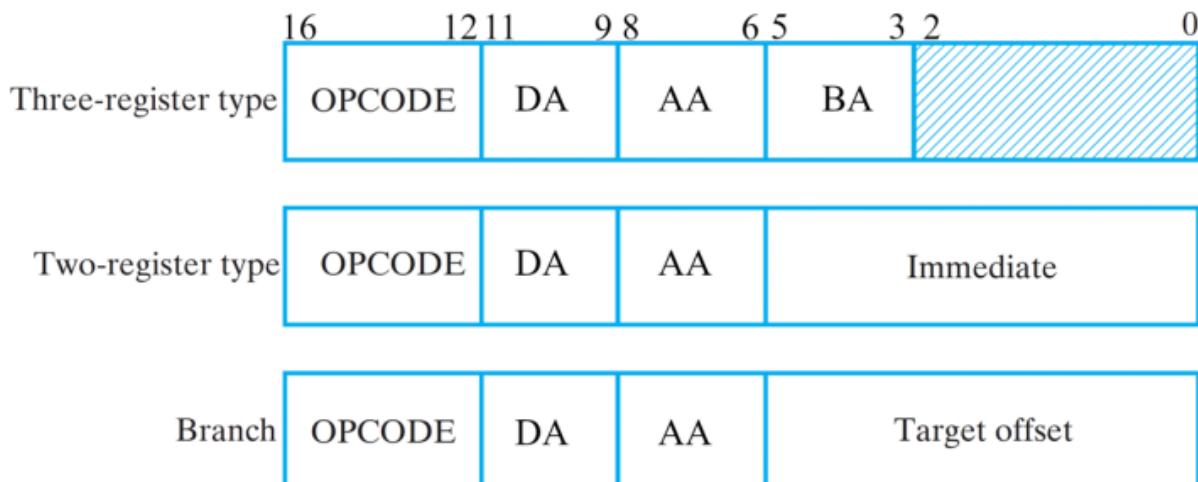 16 12 11 9 8 6 5 3 2 0
Three-register type OPCODE DA AA BA
Two-register type OPCODE DA AA Immediate
Branch OPCODE DA AA Target offset